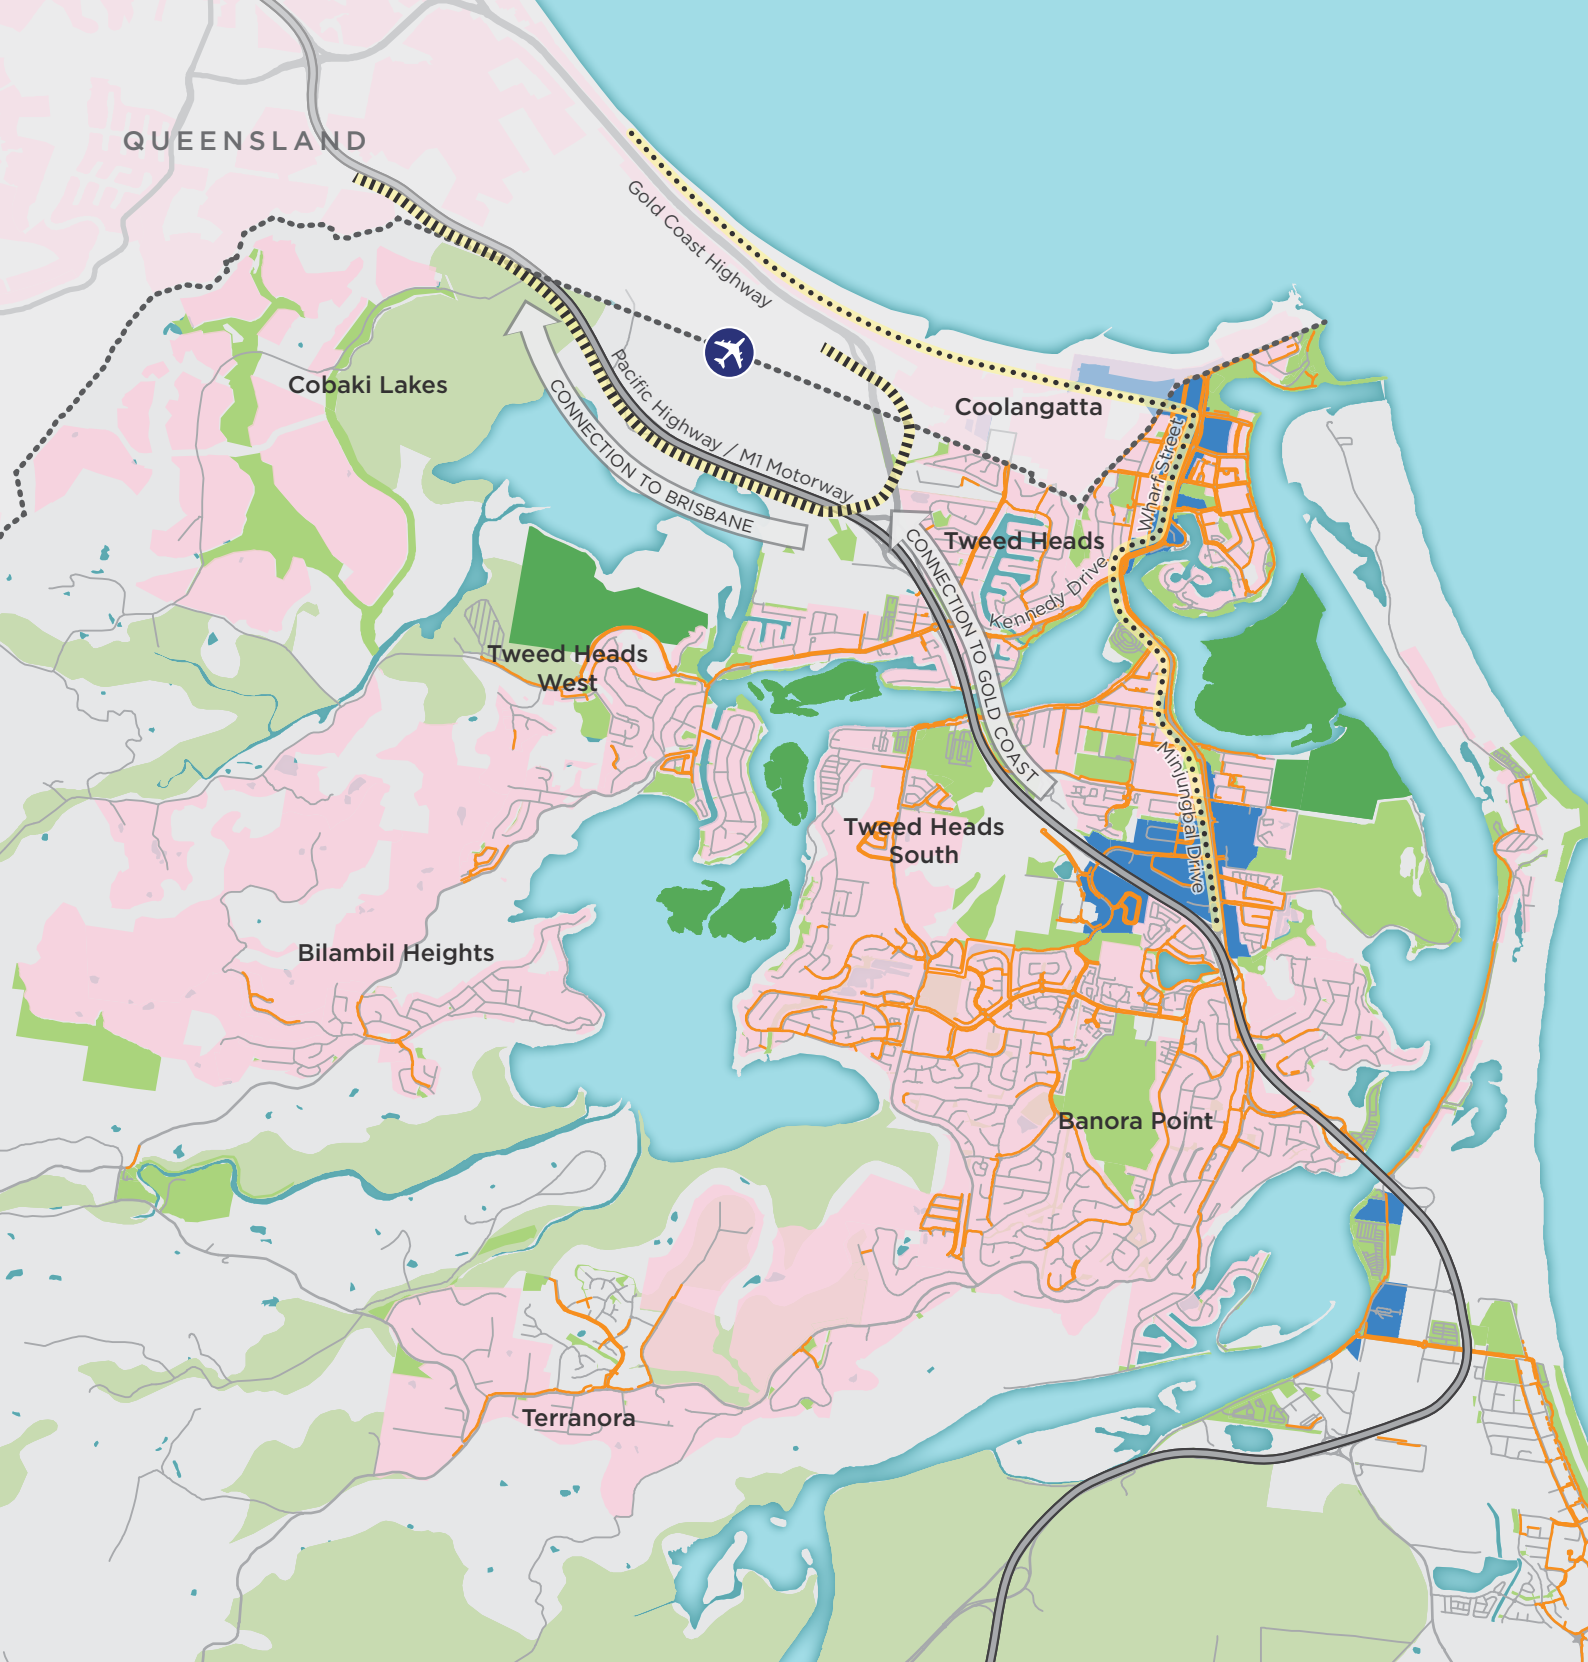 QUEENSLAND
Gold Coast Highway
Cobaki Lakes
Pacific Highway / M1 Motorway
CONNECTION TO BRISBANE
Coolangatta
Wharf Street
Tweed Heads
Kennedy Drive
CONNECTION TO GOLD COAST
Tweed Heads
West
Minjungbal Drive
Tweed Heads
South
Bilambil Heights
Banora Point
Terranora